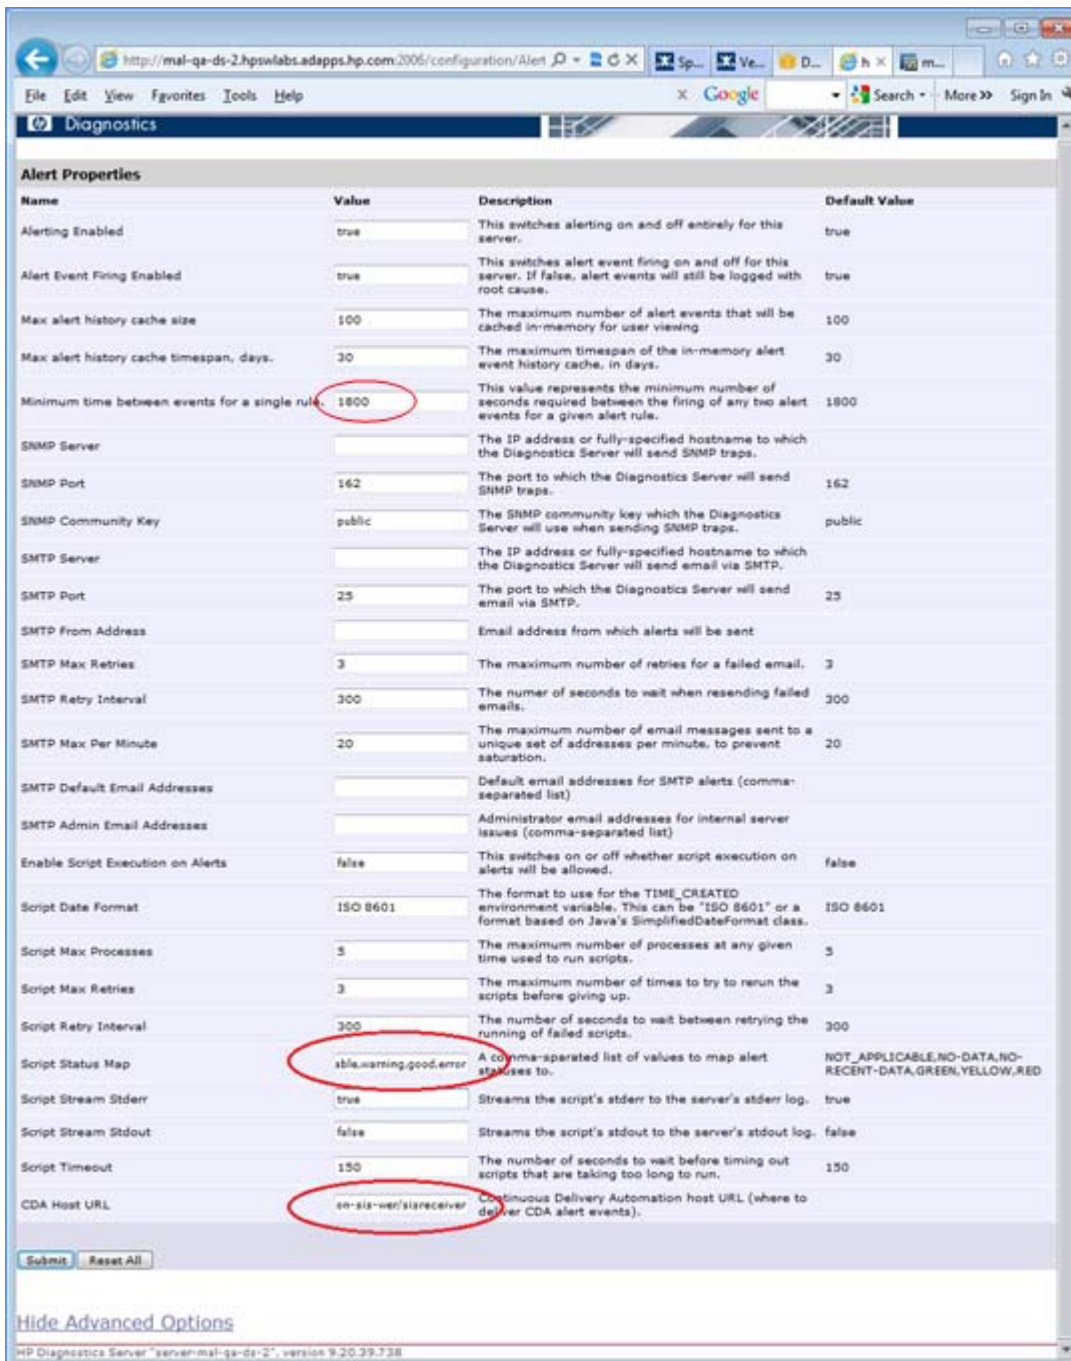 http://mal-qa-ds-2.hpswlabs.adapps.hp.com:2006/configuration/Alert
Sp... Ve... D... h m...
File Edit View Favorites Tools Help
x Google Search More >> Sign In
hp Diagnostics
Alert Properties
Name Value Description Default Value
Alerting Enabled true This switches alerting on and off entirely for this server. true
Alert Event Firing Enabled true This switches alert event firing on and off for this server. If false, alert events will still be logged with root cause. true
Max alert history cache size 100 The maximum number of alert events that will be cached in-memory for user viewing 100
Max alert history cache timespan, days. 30 The maximum timespan of the in-memory alert event history cache, in days. 30
Minimum time between events for a single rule. 1800 This value represents the minimum number of seconds required between the firing of any two alert events for a given alert rule. 1800
SNMP Server The IP address or fully-specified hostname to which the Diagnostics Server will send SNMP traps.
SNMP Port 162 The port to which the Diagnostics Server will send SNMP traps. 162
SNMP Community Key public The SNMP community key which the Diagnostics Server will use when sending SNMP traps. public
SMTP Server The IP address or fully-specified hostname to which the Diagnostics Server will send email via SMTP.
SMTP Port 25 The port to which the Diagnostics Server will send email via SMTP. 25
SMTP From Address Email address from which alerts will be sent
SMTP Max Retries 3 The maximum number of retries for a failed email. 3
SMTP Retry Interval 300 The numer of seconds to wait when resending failed emails. 300
SMTP Max Per Minute 20 The maximum number of email messages sent to a unique set of addresses per minute, to prevent saturation. 20
SMTP Default Email Addresses Default email addresses for SMTP alerts (comma-separated list)
SMTP Admin Email Addresses Administrator email addresses for internal server issues (comma-separated list)
Enable Script Execution on Alerts false This switches on or off whether script execution on alerts will be allowed. false
Script Date Format ISO 8601 The format to use for the TIME_CREATED environment variable. This can be "ISO 8601" or a format based on Java's SimplifiedDateFormat class. ISO 8601
Script Max Processes 5 The maximum number of processes at any given time used to run scripts. 5
Script Max Retries 3 The maximum number of times to try to rerun the scripts before giving up. 3
Script Retry Interval 300 The number of seconds to wait between retrying the running of failed scripts. 300
Script Status Map able,warning,good,error A comma-sparated list of values to map alert statuses to. NOT_APPLICABLE,NO-DATA,NO-RECENT-DATA,GREEN,YELLOW,RED
Script Stream Stderr true Streams the script's stderr to the server's stderr log. true
Script Stream Stdout false Streams the script's stdout to the server's stdout log. false
Script Timeout 150 The number of seconds to wait before timing out scripts that are taking too long to run. 150
CDA Host URL on-sis-wer/sisreceiver Continuous Delivery Automation host URL (where to deliver CDA alert events).
Submit Reset All
Hide Advanced Options
HP Diagnostics Server "server-mal-qa-ds-2", version 9.20.39.738